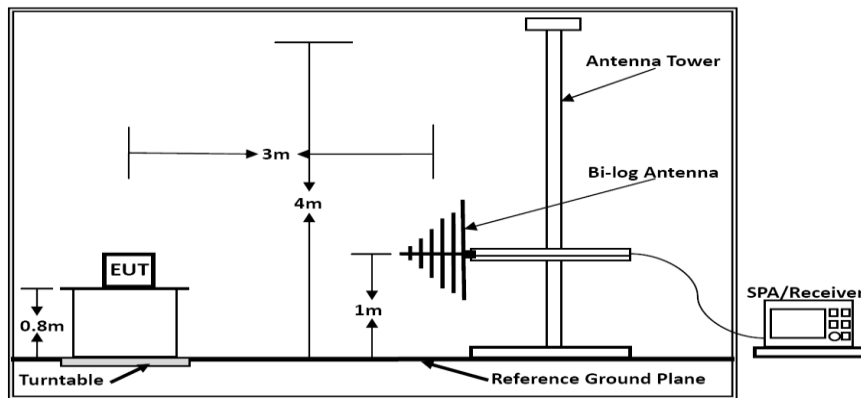 Antenna Tower
3m
Bi-log Antenna
4m
EUT
SPA/Receiver
0.8m
1m
Turntable
Reference Ground Plane